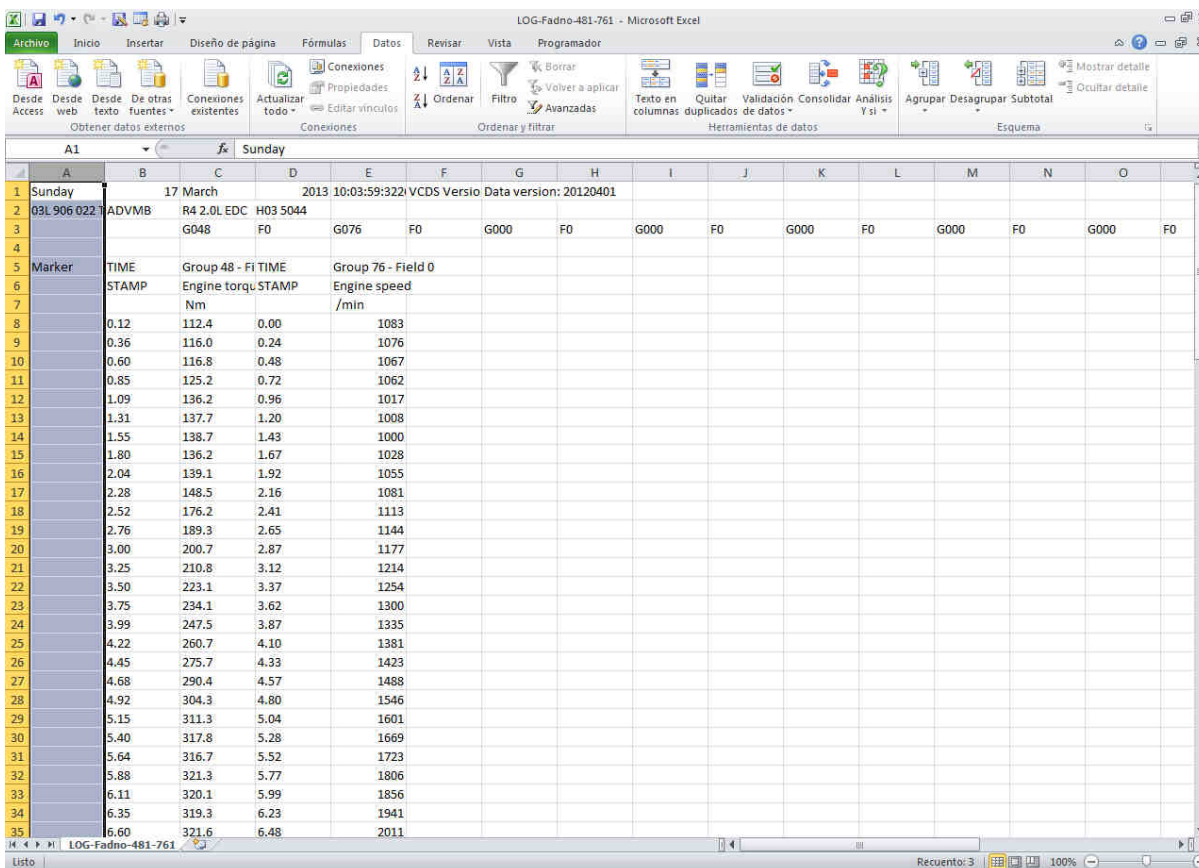 LOG-Fadno-481-761 - Microsoft Excel
Archivo Inicio Insertar Diseño de página Fórmulas Datos Revisar Vista Programador
Desde Access Desde web Desde texto De otras fuentes Conexiones existentes Actualizar todo Conexiones Propiedades Editar vínculos Ordenar Filtro Borrar Volver a aplicar Avanzadas Texto en columnas Quitar duplicados Validación de datos Consolidar Análisis Y si Agrupar Desagrupar Subtotal Mostrar detalle Ocultar detalle
Obtener datos externos Conexiones Ordenar y filtrar Herramientas de datos Esquema
A1 fx Sunday
A B C D E F G H I J K L M N O
1 Sunday 17 March 2013 10:03:59:322 VCDS Versio Data version: 20120401
2 03L 906 022 T ADVMB R4 2.0L EDC H03 5044
3 G048 F0 G076 F0 G000 F0 G000 F0 G000 F0 G000 F0 G000 F0
4
5 Marker TIME Group 48 - Fi TIME Group 76 - Field 0
6 STAMP Engine torqu STAMP Engine speed
7 Nm /min
8 0.12 112.4 0.00 1083
9 0.36 116.0 0.24 1076
10 0.60 116.8 0.48 1067
11 0.85 125.2 0.72 1062
12 1.09 136.2 0.96 1017
13 1.31 137.7 1.20 1008
14 1.55 138.7 1.43 1000
15 1.80 136.2 1.67 1028
16 2.04 139.1 1.92 1055
17 2.28 148.5 2.16 1081
18 2.52 176.2 2.41 1113
19 2.76 189.3 2.65 1144
20 3.00 200.7 2.87 1177
21 3.25 210.8 3.12 1214
22 3.50 223.1 3.37 1254
23 3.75 234.1 3.62 1300
24 3.99 247.5 3.87 1335
25 4.22 260.7 4.10 1381
26 4.45 275.7 4.33 1423
27 4.68 290.4 4.57 1488
28 4.92 304.3 4.80 1546
29 5.15 311.3 5.04 1601
30 5.40 317.8 5.28 1669
31 5.64 316.7 5.52 1723
32 5.88 321.3 5.77 1806
33 6.11 320.1 5.99 1856
34 6.35 319.3 6.23 1941
35 6.60 321.6 6.48 2011
LOG-Fadno-481-761
Listo Recuento: 3 100%